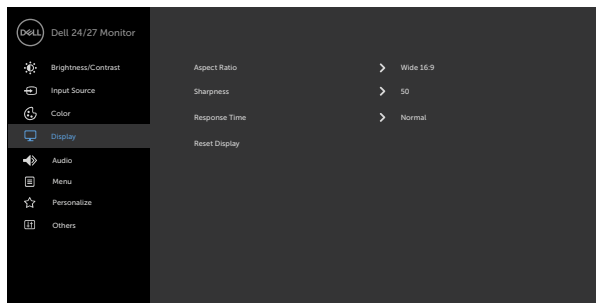 DELL Dell 24/27 Monitor
Brightness/Contrast
Input Source
Color
Display
Audio
Menu
Personalize
Others
Aspect Ratio Wide 16:9
Sharpness 50
Response Time Normal
Reset Display